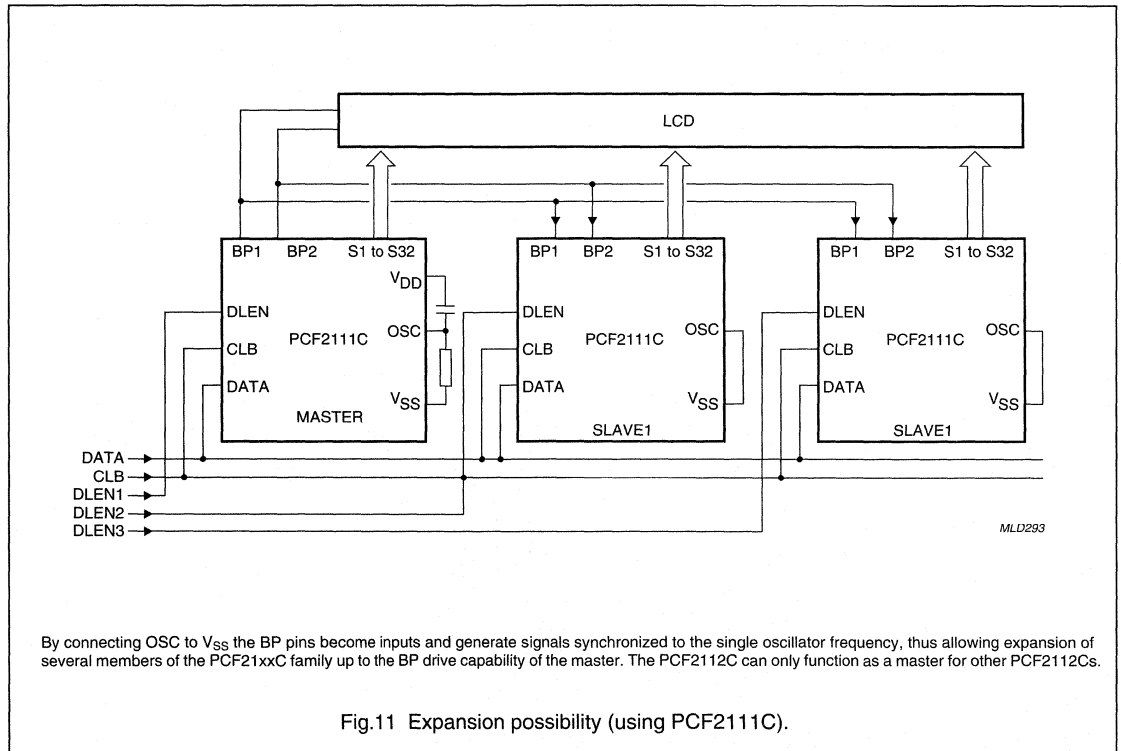 LCD
BP1 BP2 S1 to S32
BP1 BP2 S1 to S32
BP1 BP2 S1 to S32
VDD
DLEN
OSC
PCF2111C
CLB
DATA
VSS
MASTER
DLEN
OSC
PCF2111C
CLB
DATA
VSS
SLAVE1
DLEN
OSC
PCF2111C
CLB
DATA
VSS
SLAVE1
DATA
CLB
DLEN1
DLEN2
DLEN3
MLD293
By connecting OSC to VSS the BP pins become inputs and generate signals synchronized to the single oscillator frequency, thus allowing expansion of
several members of the PCF21xxC family up to the BP drive capability of the master. The PCF2112C can only function as a master for other PCF2112Cs.
Fig.11 Expansion possibility (using PCF2111C).